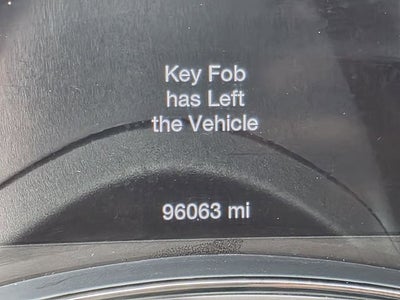 Key Fob
has Left
the Vehicle
96063 mi